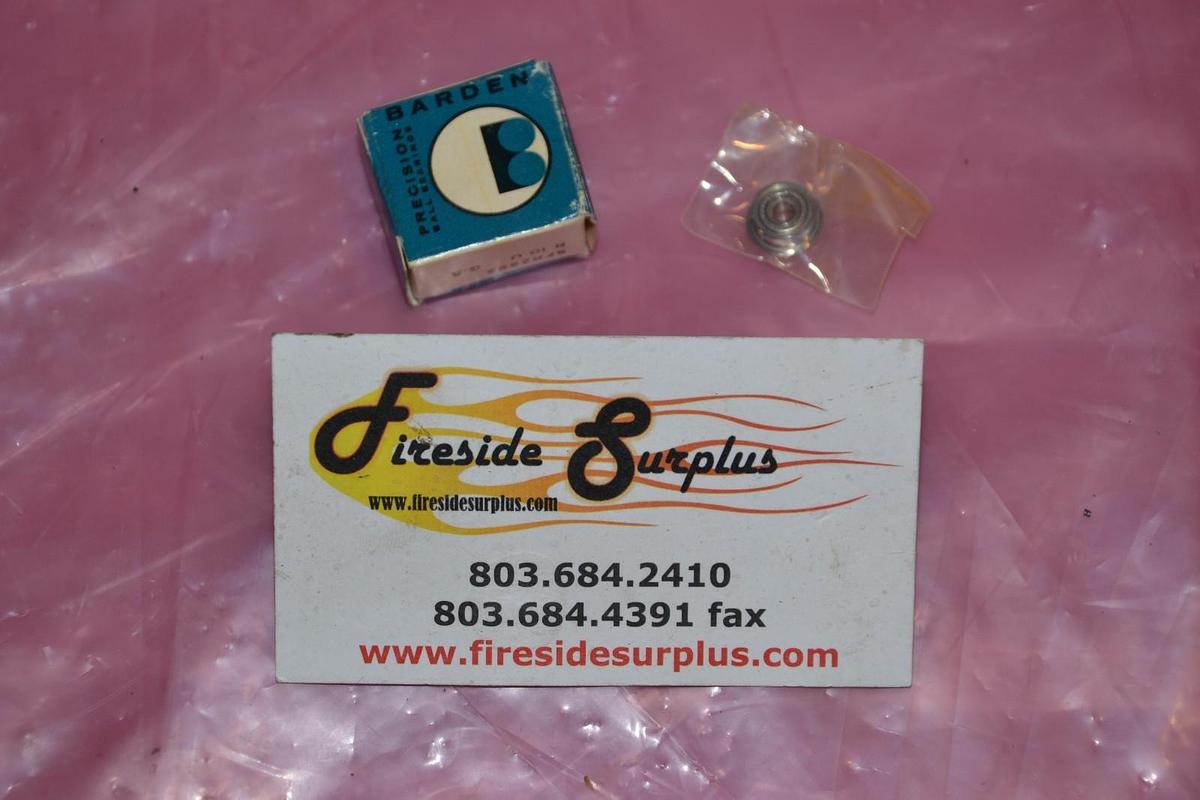 BARDEN
PRECISION
BALL BEARINGS
B
Fireside Surplus
www.firesidesurplus.com
803.684.2410
803.684.4391 fax
www.firesidesurplus.com